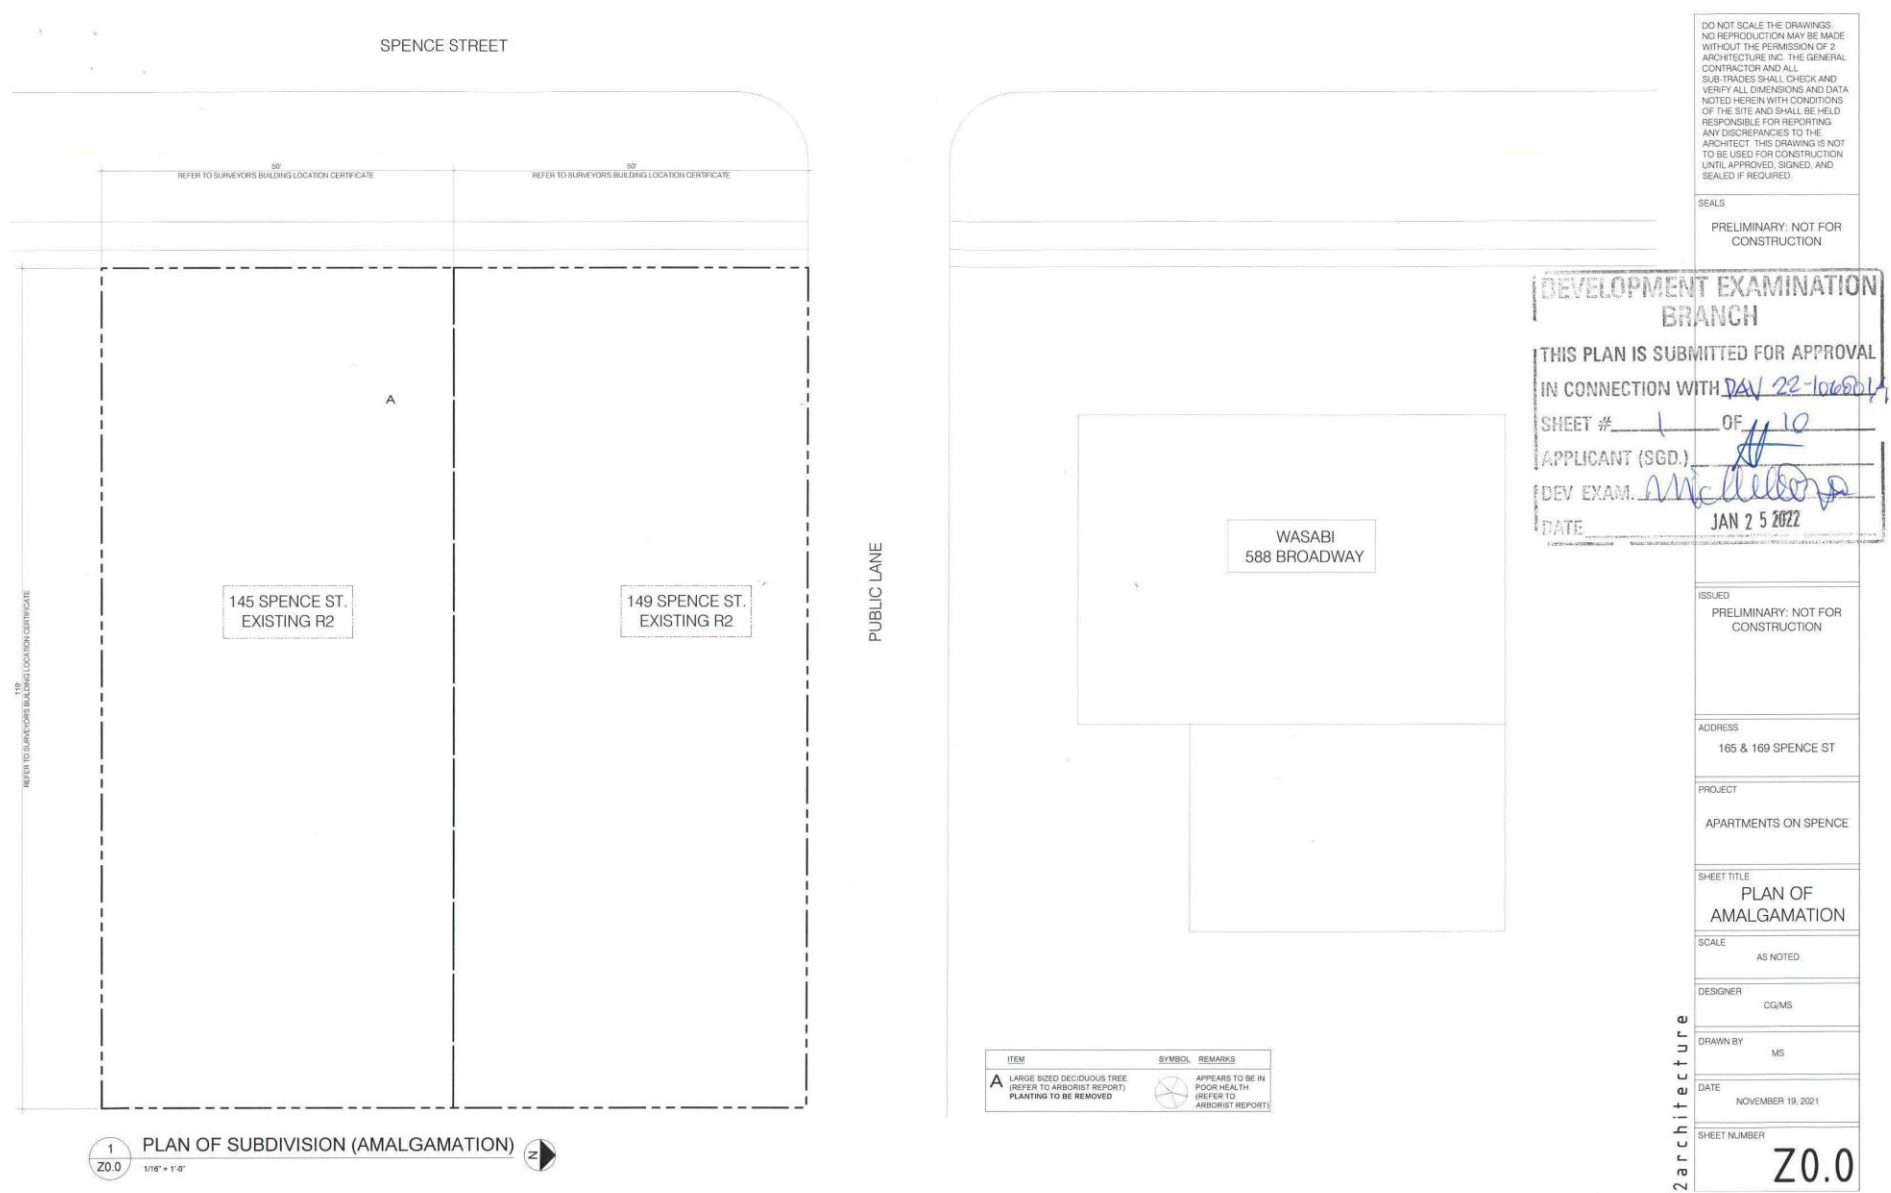 SPENCE STREET
50'
REFER TO SURVEYORS BUILDING LOCATION CERTIFICATE
50'
REFER TO SURVEYORS BUILDING LOCATION CERTIFICATE
119
REFER TO SURVEYORS BUILDING LOCATION CERTIFICATE
A
145 SPENCE ST.
EXISTING R2
149 SPENCE ST.
EXISTING R2
PUBLIC LANE
WASABI
588 BROADWAY
ITEM SYMBOL REMARKS
A
LARGE SIZED DECIDUOUS TREE
(REFER TO ARBORIST REPORT)
PLANTING TO BE REMOVED
APPEARS TO BE IN
POOR HEALTH
(REFER TO
ARBORIST REPORT)
1
Z0.0
PLAN OF SUBDIVISION (AMALGAMATION)
1/16" = 1'-0"
N
DO NOT SCALE THE DRAWINGS.
NO REPRODUCTION MAY BE MADE
WITHOUT THE PERMISSION OF 2
ARCHITECTURE INC. THE GENERAL
CONTRACTOR AND ALL
SUB-TRADES SHALL CHECK AND
VERIFY ALL DIMENSIONS AND DATA
NOTED HEREIN WITH CONDITIONS
OF THE SITE AND SHALL BE HELD
RESPONSIBLE FOR REPORTING
ANY DISCREPANCIES TO THE
ARCHITECT. THIS DRAWING IS NOT
TO BE USED FOR CONSTRUCTION
UNTIL APPROVED, SIGNED, AND
SEALED IF REQUIRED.
SEALS
PRELIMINARY: NOT FOR
CONSTRUCTION
DEVELOPMENT EXAMINATION
BRANCH
THIS PLAN IS SUBMITTED FOR APPROVAL
IN CONNECTION WITH DAV 22-
SHEET # 1 OF 10
APPLICANT (SGD.)
DEV EXAM.
DATE JAN 25 2022
ISSUED
PRELIMINARY: NOT FOR
CONSTRUCTION
ADDRESS
165 & 169 SPENCE ST
PROJECT
APARTMENTS ON SPENCE
SHEET TITLE
PLAN OF
AMALGAMATION
SCALE
AS NOTED
DESIGNER
CG/MS
DRAWN BY
MS
DATE
NOVEMBER 19, 2021
SHEET NUMBER
Z0.0
2architecture